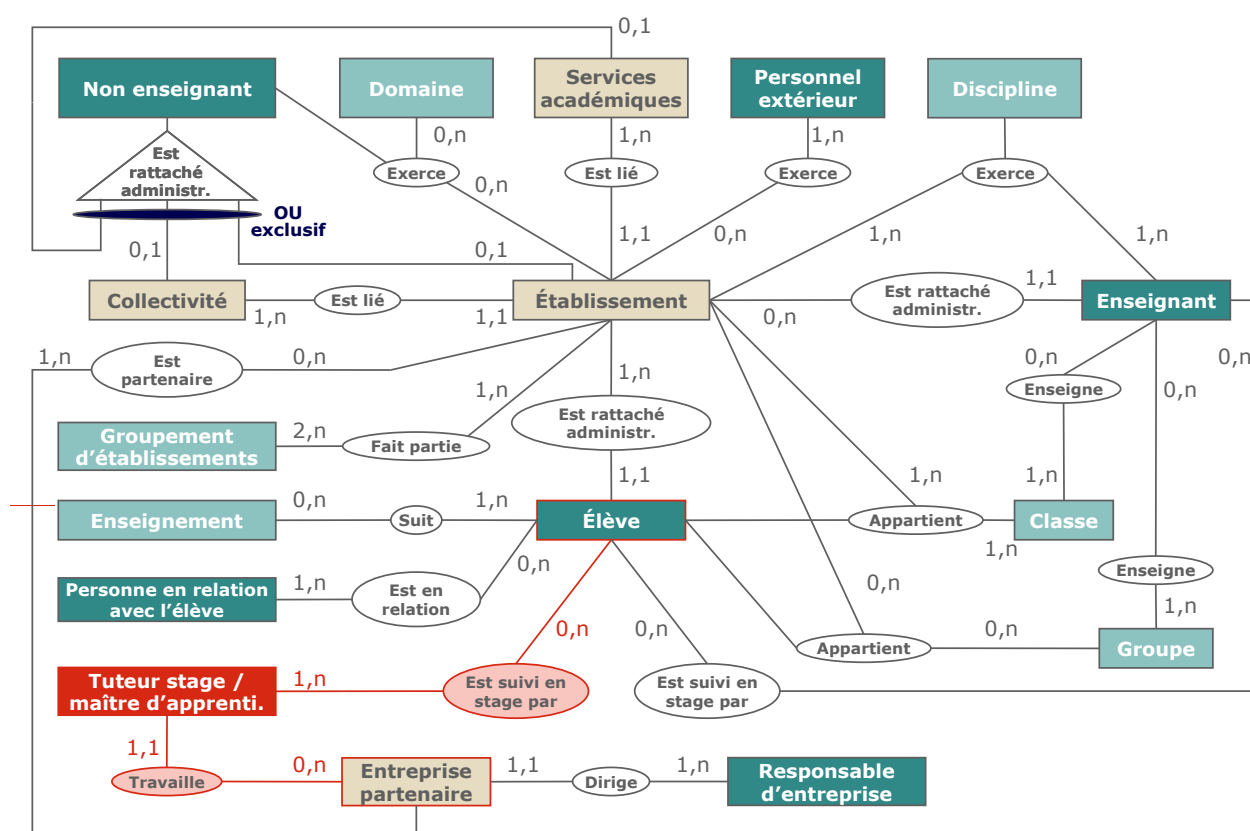 0,1
Non enseignant
Domaine
Services
académiques
Personnel
extérieur
Discipline
0,n
1,n
1,n
Est
rattaché
administr.
Exerce
Est lié
Exerce
Exerce
0,n
OU
exclusif
0,1
0,1
1,1
0,n
1,n
1,n
Collectivité
Est lié
Établissement
Est rattaché
administr.
1,1
Enseignant
1,n
1,1
0,n
1,n
Est
partenaire
0,n
1,n
1,n
0,n
Enseigne
0,n
0,n
Groupement
d'établissements
2,n
Fait partie
Est rattaché
administr.
1,1
1,n
1,n
Enseignement
0,n
Suit
1,n
Élève
Appartient
Classe
1,n
0,n
Personne en relation
avec l'élève
1,n
Est en
relation
0,n
Enseigne
1,n
0,n
0,n
Appartient
0,n
Groupe
Tuteur stage /
maître d'apprenti.
1,n
Est suivi en
stage par
Est suivi en
stage par
1,1
Travaille
0,n
Entreprise
partenaire
1,1
Dirige
1,n
Responsable
d'entreprise